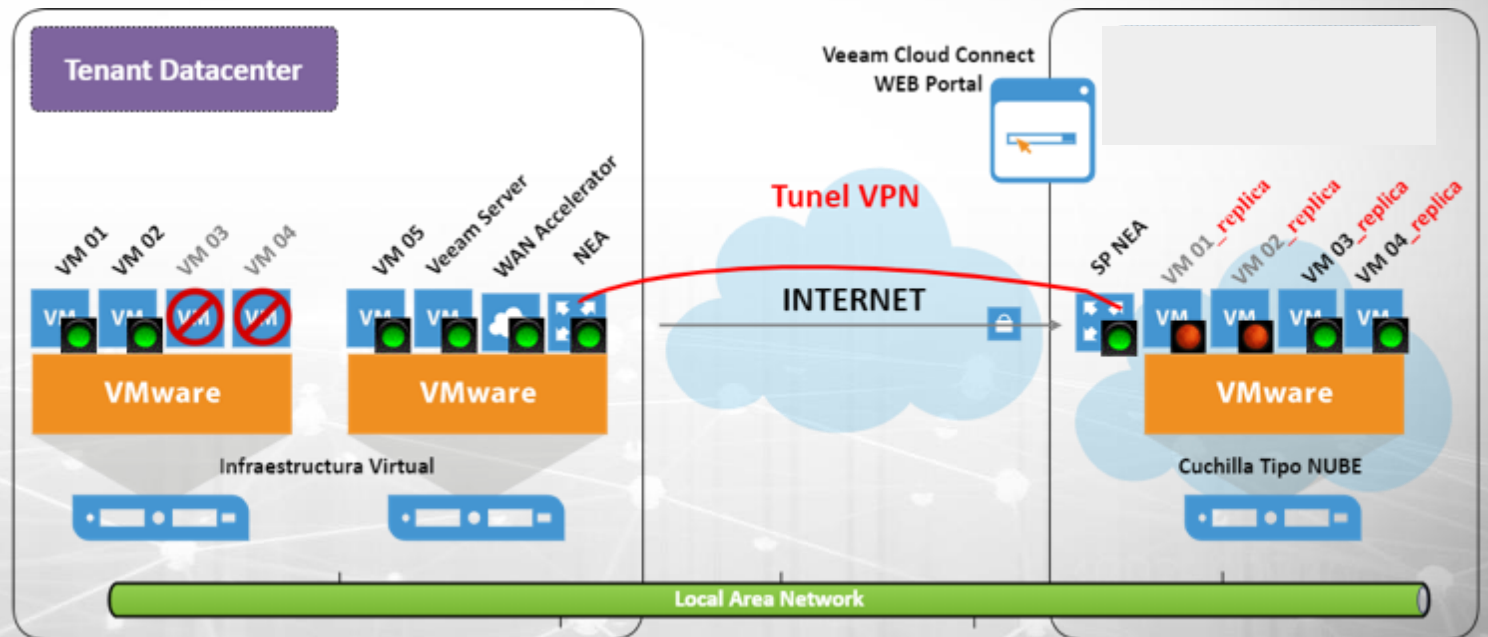 Tenant Datacenter
Veeam Cloud Connect
WEB Portal
Tunel VPN
INTERNET
VM 01
VM 02
VM 03
VM 04
VM 05
Veeam Server
WAN Accelerator
NEA
SP NEA
VM 01_replica
VM 02_replica
VM 03_replica
VM 04_replica
VM
VM
VM
VM
VM
VM
VM
VM
VM
VM
VMware
VMware
VMware
Infraestructura Virtual
Cuchilla Tipo NUBE
Local Area Network